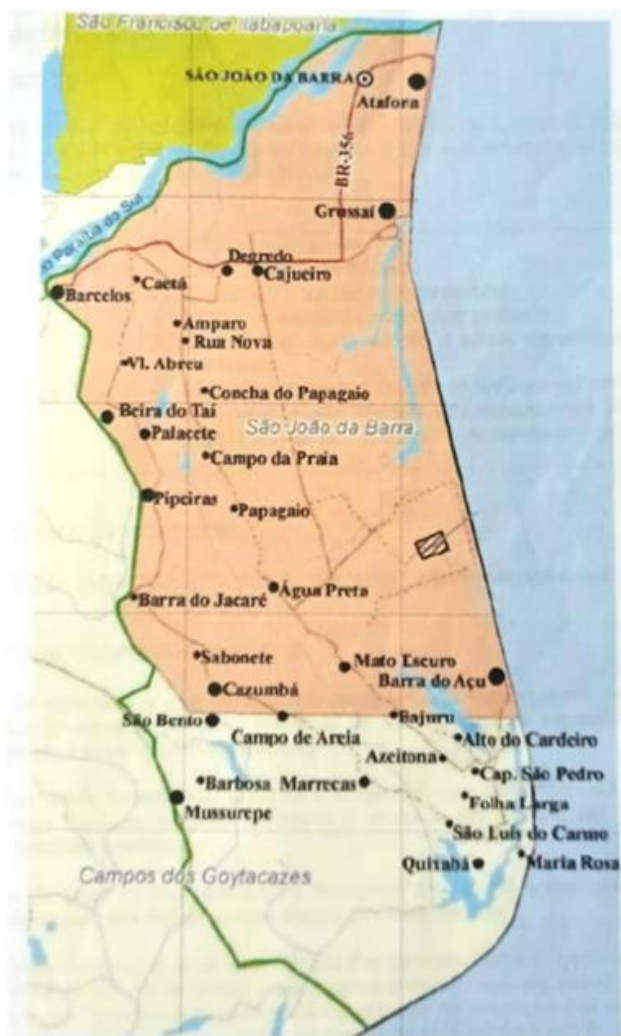 São Francisco de Itabapoana
SÃO JOÃO DA BARRA
Atafora
BR-356
Grussaí
Paraíba do Sul
Degredo
Cajueiro
Caetá
Barcelos
Amparo
Rua Nova
Vl. Abreu
Concha do Papagaio
Beira do Taí
São João da Barra
Palacete
Campo da Praia
Pipeiras
Papagaio
Água Preta
Barra do Jacaré
Sabonete
Mato Escuro
Barra do Açu
Cazumbá
São Bento
Bajuru
Campo de Areia
Alto do Cardeiro
Azeitona
Cap. São Pedro
Barbosa
Marrecas
Folha Larga
Mussurepe
São Luís do Carmo
Quixabá
Maria Rosa
Campos dos Goytacazes